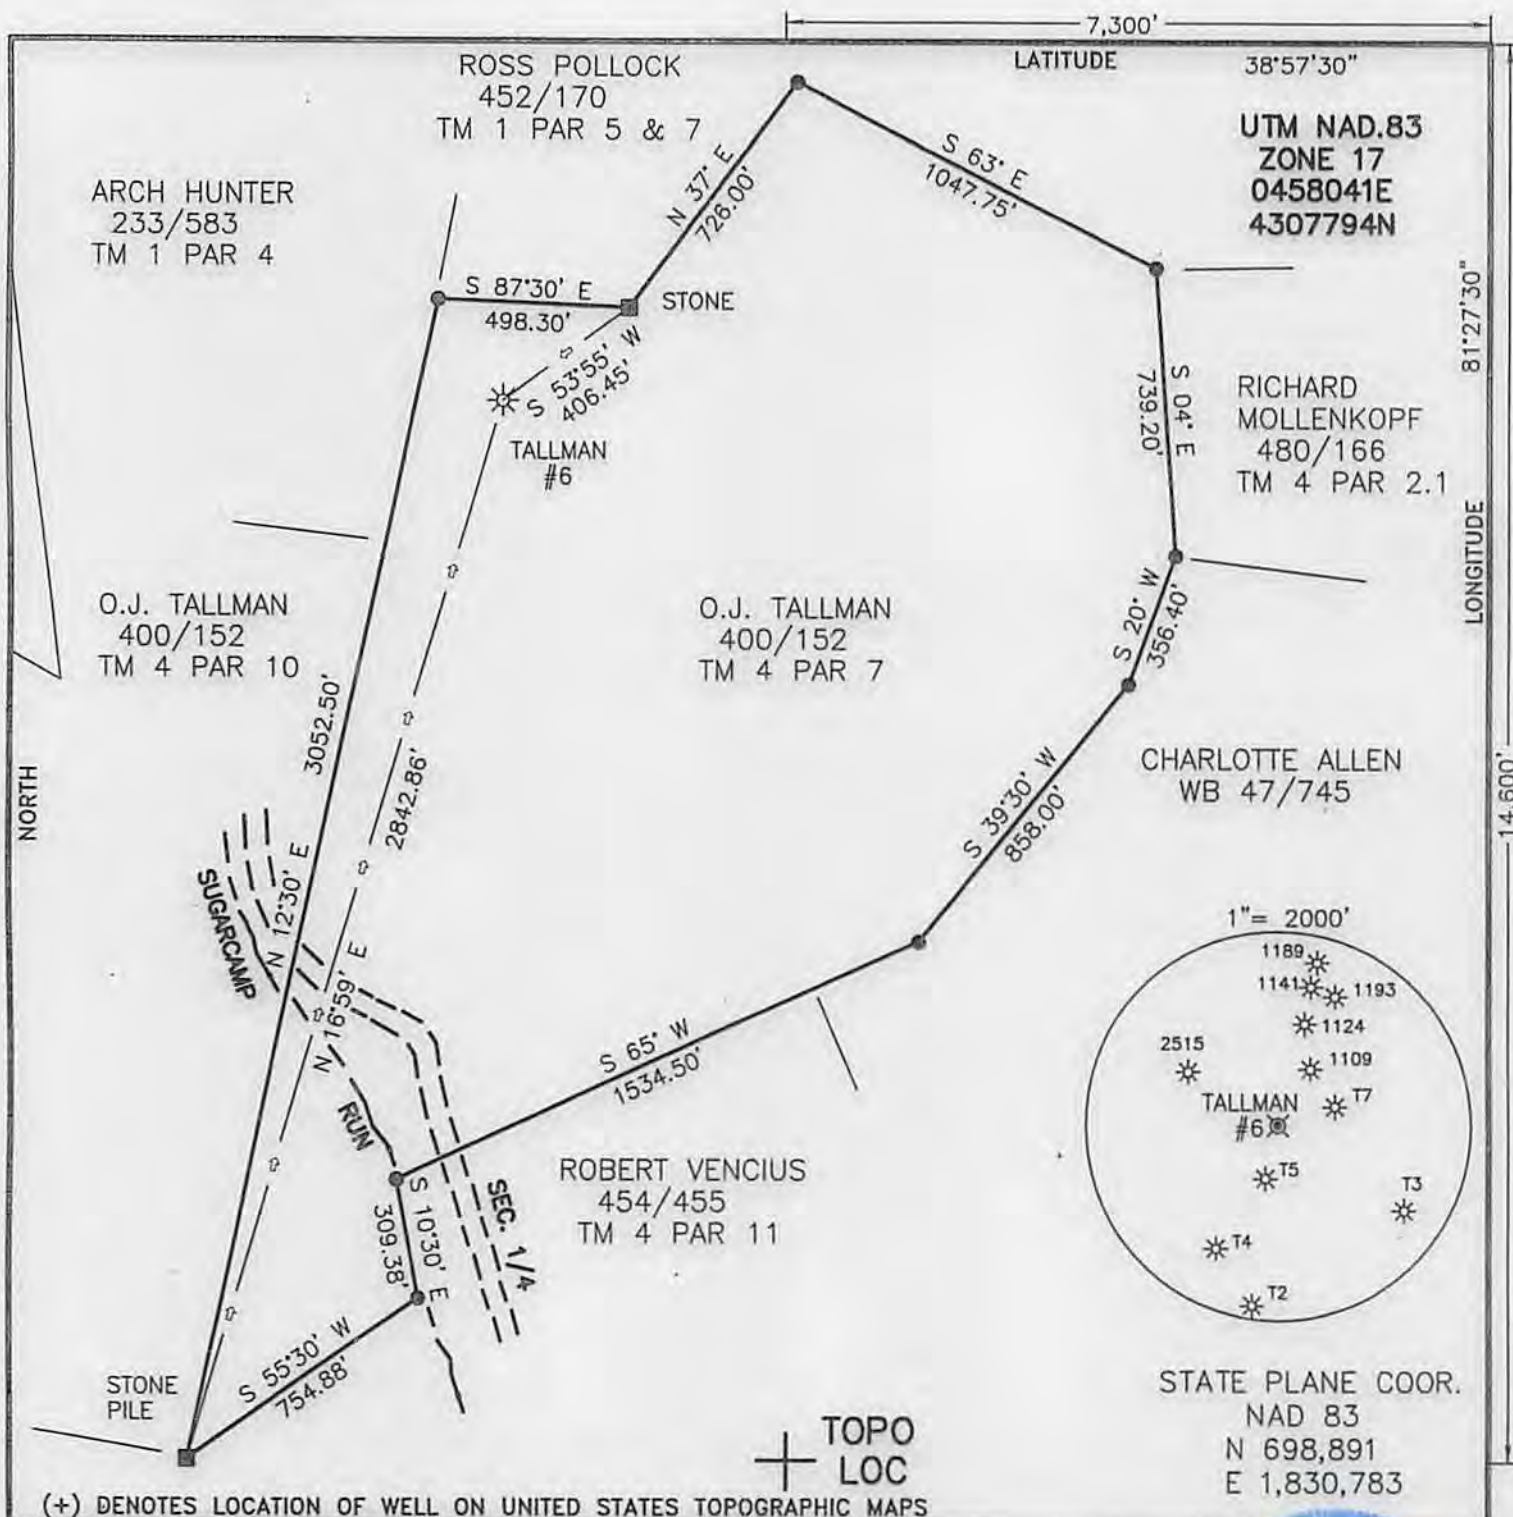 7,300'
LATITUDE
38°57'30"
ROSS POLLOCK
452/170
TM 1 PAR 5 & 7
UTM NAD.83
ZONE 17
0458041E
4307794N
ARCH HUNTER
233/583
TM 1 PAR 4
N 37° E
726.00'
S 63° E
1047.75'
S 87°30' E
498.30'
STONE
81°27'30"
LONGITUDE
S 53°55' W
406.45'
TALLMAN
#6
S 04° E
739.20'
RICHARD
MOLLENKOPF
480/166
TM 4 PAR 2.1
O.J. TALLMAN
400/152
TM 4 PAR 10
O.J. TALLMAN
400/152
TM 4 PAR 7
S 20° W
356.40'
3052.50'
N 12°30' E
2842.86'
N 16°59' E
NORTH
CHARLOTTE ALLEN
WB 47/745
14,600'
S 39°30' W
858.00'
SUGARCAMP
RUN
1"= 2000'
1189
1141
1193
1124
2515
1109
TALLMAN
#6
T7
T5
T3
T4
T2
S 65° W
1534.50'
S 10°30' E
309.38'
SEC. 1/4
ROBERT VENCIUS
454/455
TM 4 PAR 11
S 55°30' W
754.88'
STONE
PILE
STATE PLANE COOR.
NAD 83
N 698,891
E 1,830,783
TOPO
LOC
(+) DENOTES LOCATION OF WELL ON UNITED STATES TOPOGRAPHIC MAPS